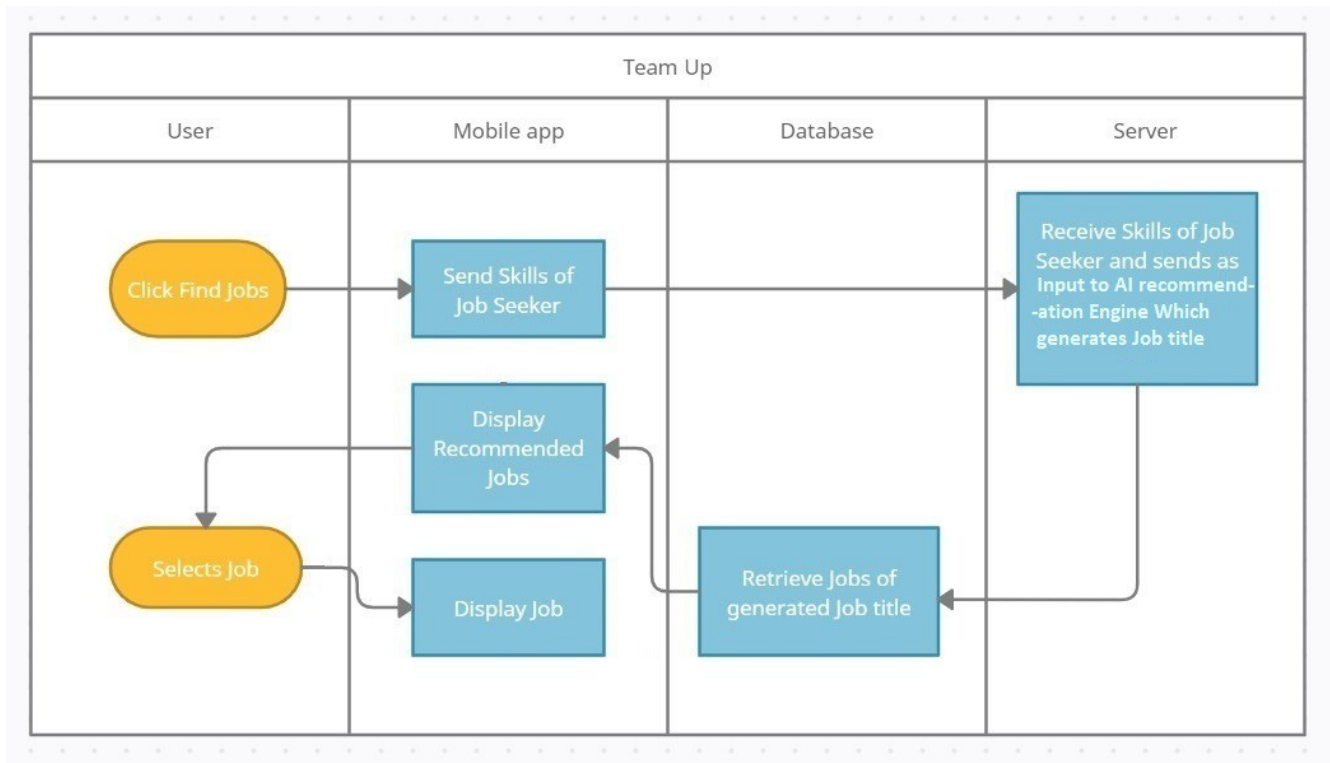 Team Up
User
Mobile app
Database
Server
Click Find Jobs
Send Skills of
Job Seeker
Receive Skills of Job
Seeker and sends as
Input to AI recommend-
-ation Engine Which
generates Job title
Display
Recommended
Jobs
Selects Job
Display Job
Retrieve Jobs of
generated Job title